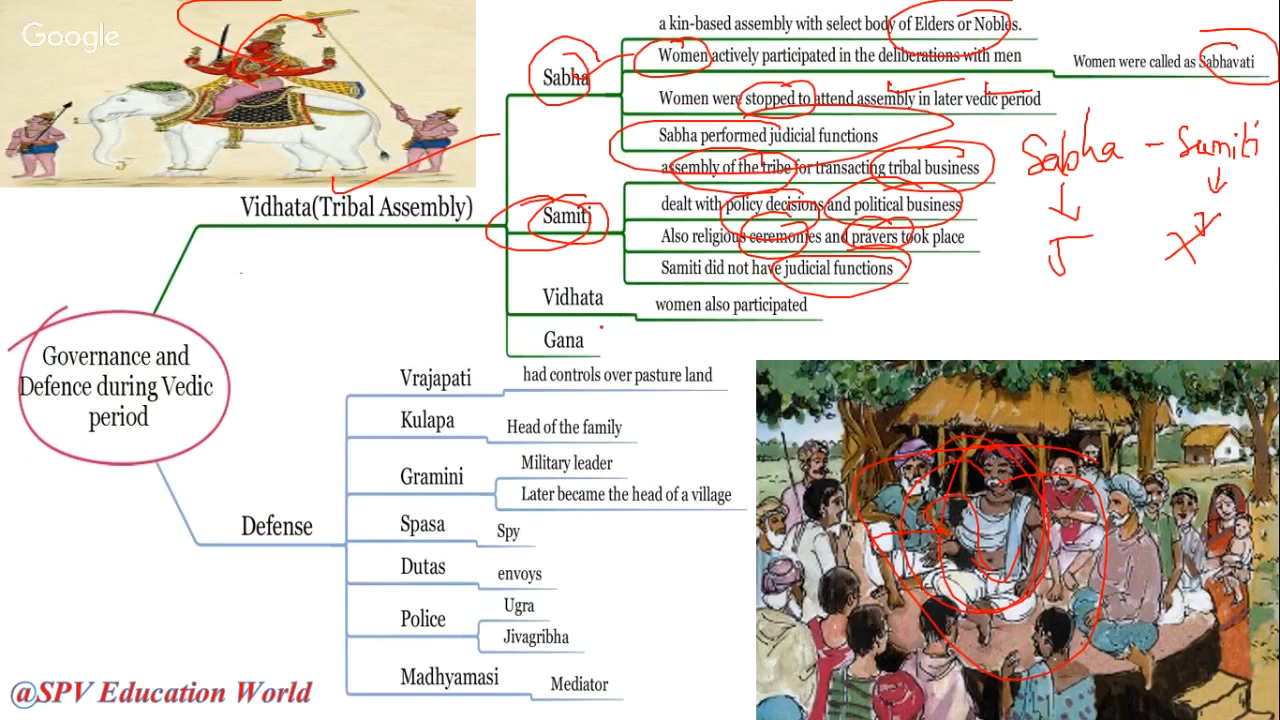 Google
a kin-based assembly with select body of Elders or Nobles.
Sabha
Women actively participated in the deliberations with men
Women were called as Sabhavati
Women were stopped to attend assembly in later vedic period
Sabha performed judicial functions
Sabha - Samiti
J
X
Vidhata(Tribal Assembly)
assembly of the tribe for transacting tribal business
Samiti
dealt with policy decisions and political business
Also religious ceremonies and prayers took place
Samiti did not have judicial functions
Vidhata
women also participated
Gana
Governance and
Defence during Vedic
period
Defense
Vrajapati
had controls over pasture land
Kulapa
Head of the family
Gramini
Military leader
Later became the head of a village
Spasa
Spy
Dutas
envoys
Police
Ugra
Jivagribha
Madhyamasi
Mediator
@SPV Education World